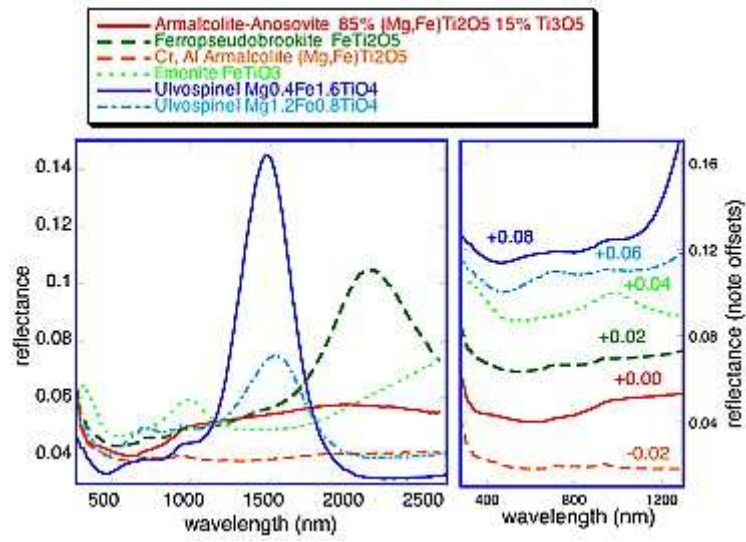 Armalcolite-Anosovite 85% (Mg,Fe)Ti2O5 15% Ti3O5
Ferropseudobrookite FeTi2O5
Cr, Al Armalcolite (Mg,Fe)Ti2O5
Ilmenite FeTiO3
Ulvospinel Mg0.4Fe1.6TiO4
Ulvospinel Mg1.2Fe0.8TiO4
0.14
0.12
0.1
0.08
0.06
0.04
reflectance
500 1000 1500 2000 2500
wavelength (nm)
+0.08
+0.06
+0.04
+0.02
+0.00
-0.02
0.16
0.12
0.08
0.04
reflectance (note offsets)
400 800 1200
wavelength (nm)